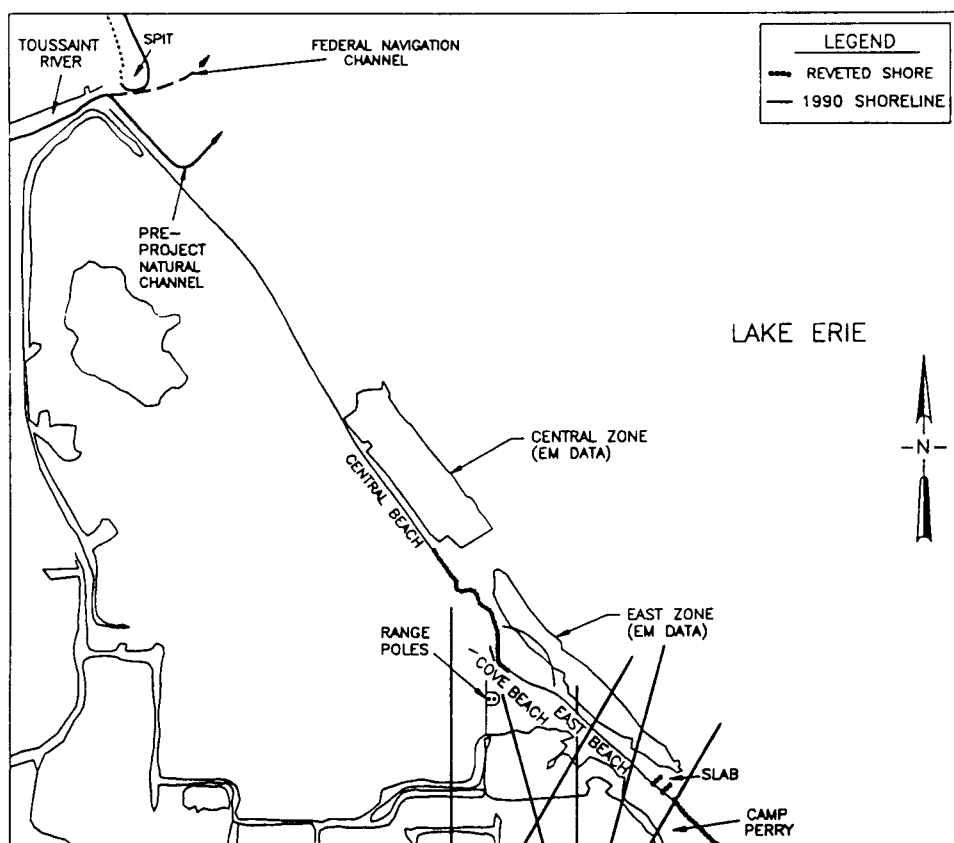 TOUSSAINT
RIVER
SPIT
FEDERAL NAVIGATION
CHANNEL
LEGEND
REVETED SHORE
1990 SHORELINE
PRE-
PROJECT
NATURAL
CHANNEL
LAKE ERIE
-N-
CENTRAL ZONE
(EM DATA)
CENTRAL BEACH
EAST ZONE
(EM DATA)
RANGE
POLES
COVE BEACH
EAST BEACH
SLAB
CAMP
PERRY